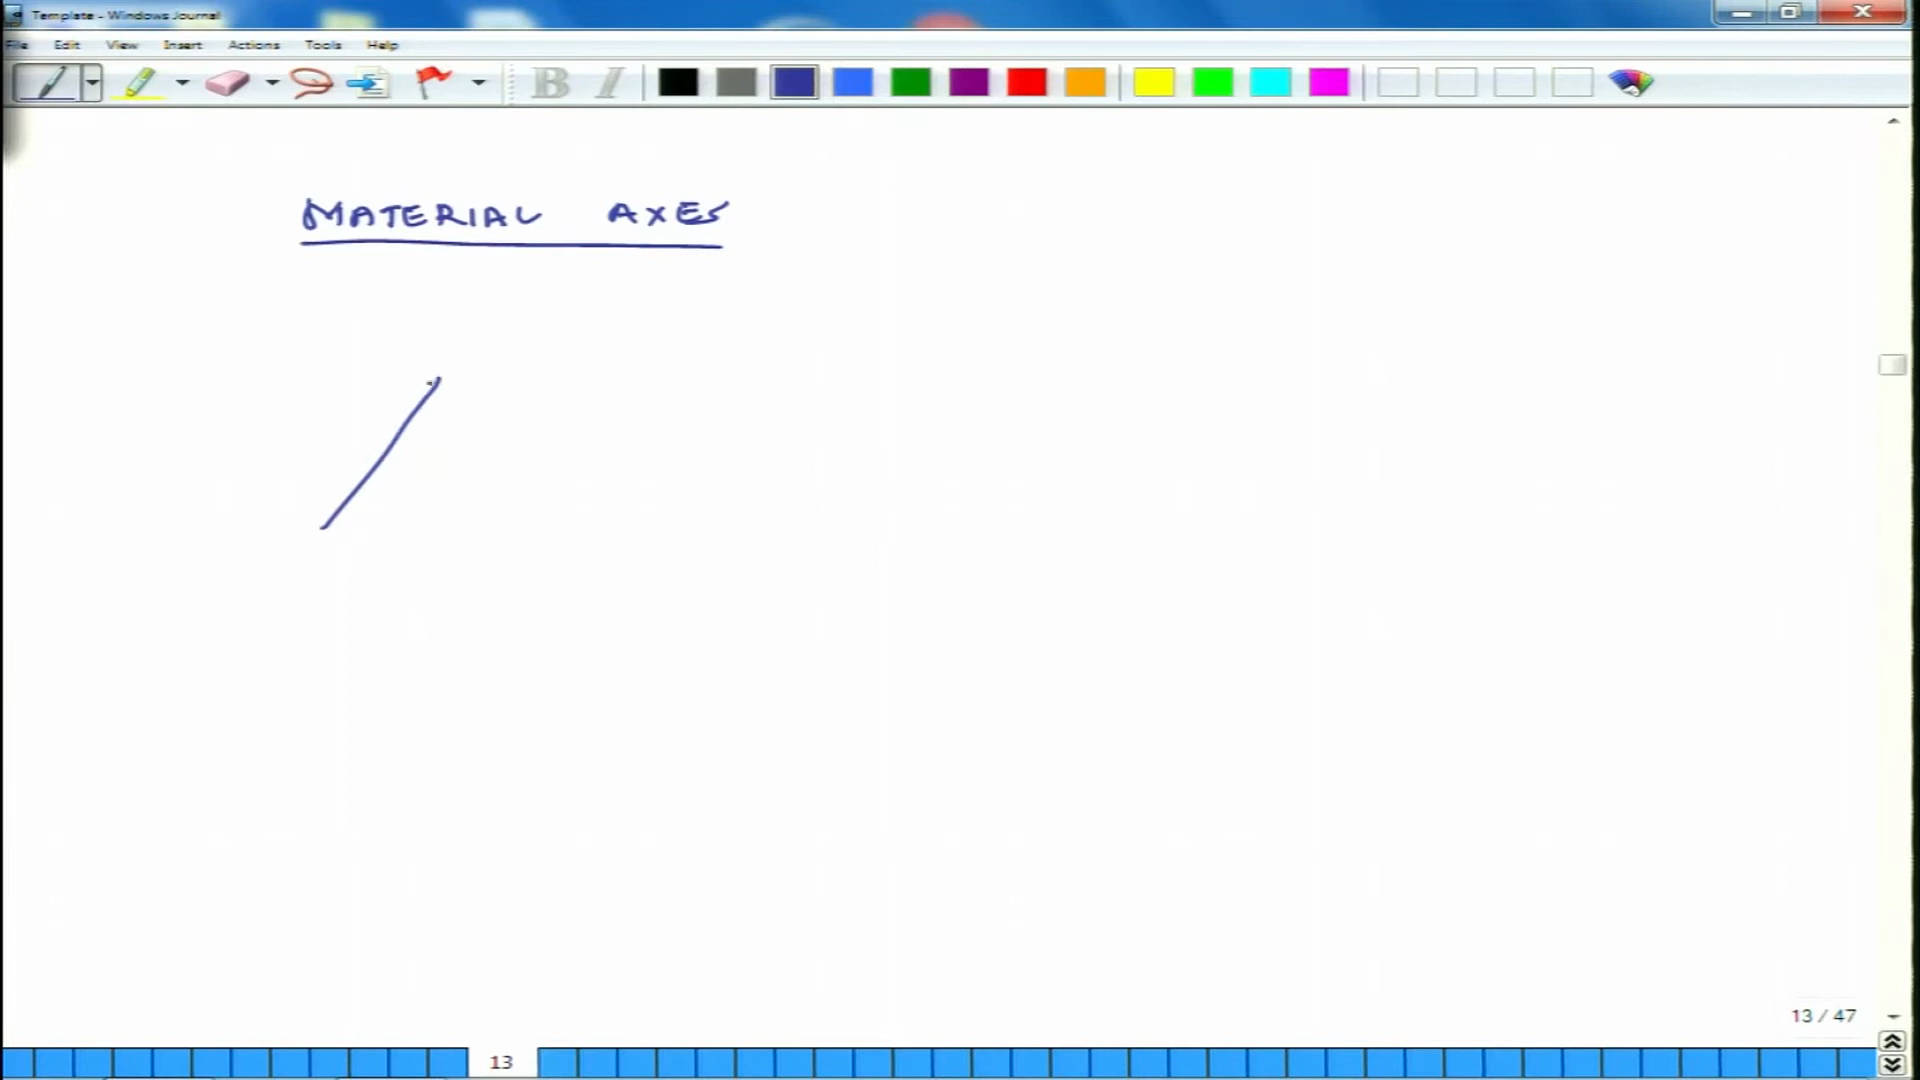 Template - Windows Journal
File Edit View Insert Actions Tools Help
B I
MATERIAL AXES
13 / 47
13